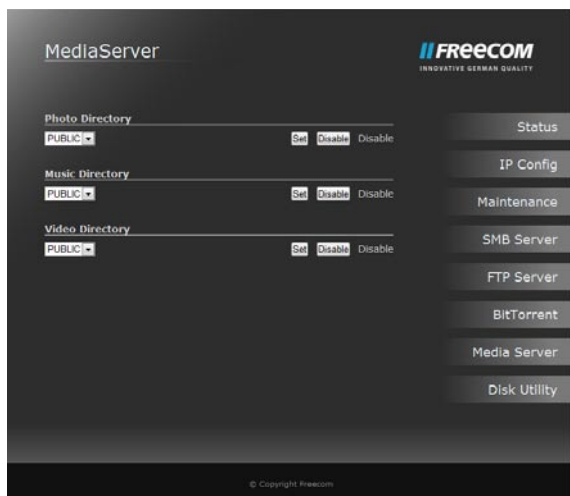 MediaServer
FREECOM
INNOVATIVE GERMAN QUALITY
Photo Directory
PUBLIC Set Disable Disable
Music Directory
PUBLIC Set Disable Disable
Video Directory
PUBLIC Set Disable Disable
Status
IP Config
Maintenance
SMB Server
FTP Server
BitTorrent
Media Server
Disk Utility
© Copyright Freecom